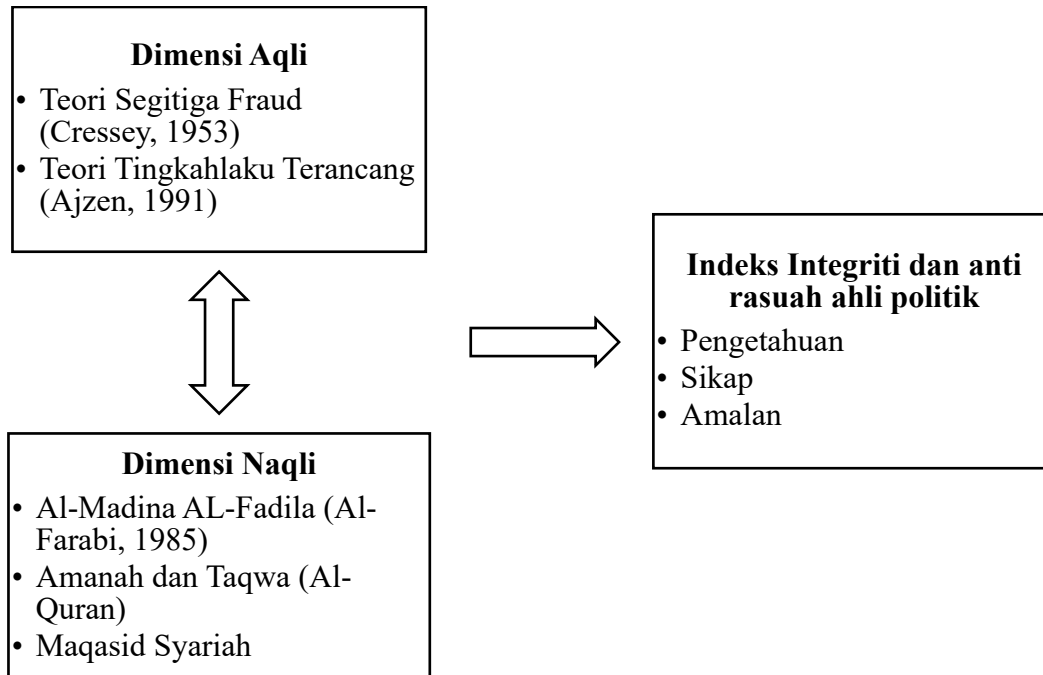 Dimensi Aqli
• Teori Segitiga Fraud
(Cressey, 1953)
• Teori Tingkahlaku Terancang
(Ajzen, 1991)
Dimensi Naqli
• Al-Madina AL-Fadila (Al-
Farabi, 1985)
• Amanah dan Taqwa (Al-
Quran)
• Maqasid Syariah
Indeks Integriti dan anti
rasuah ahli politik
• Pengetahuan
• Sikap
• Amalan